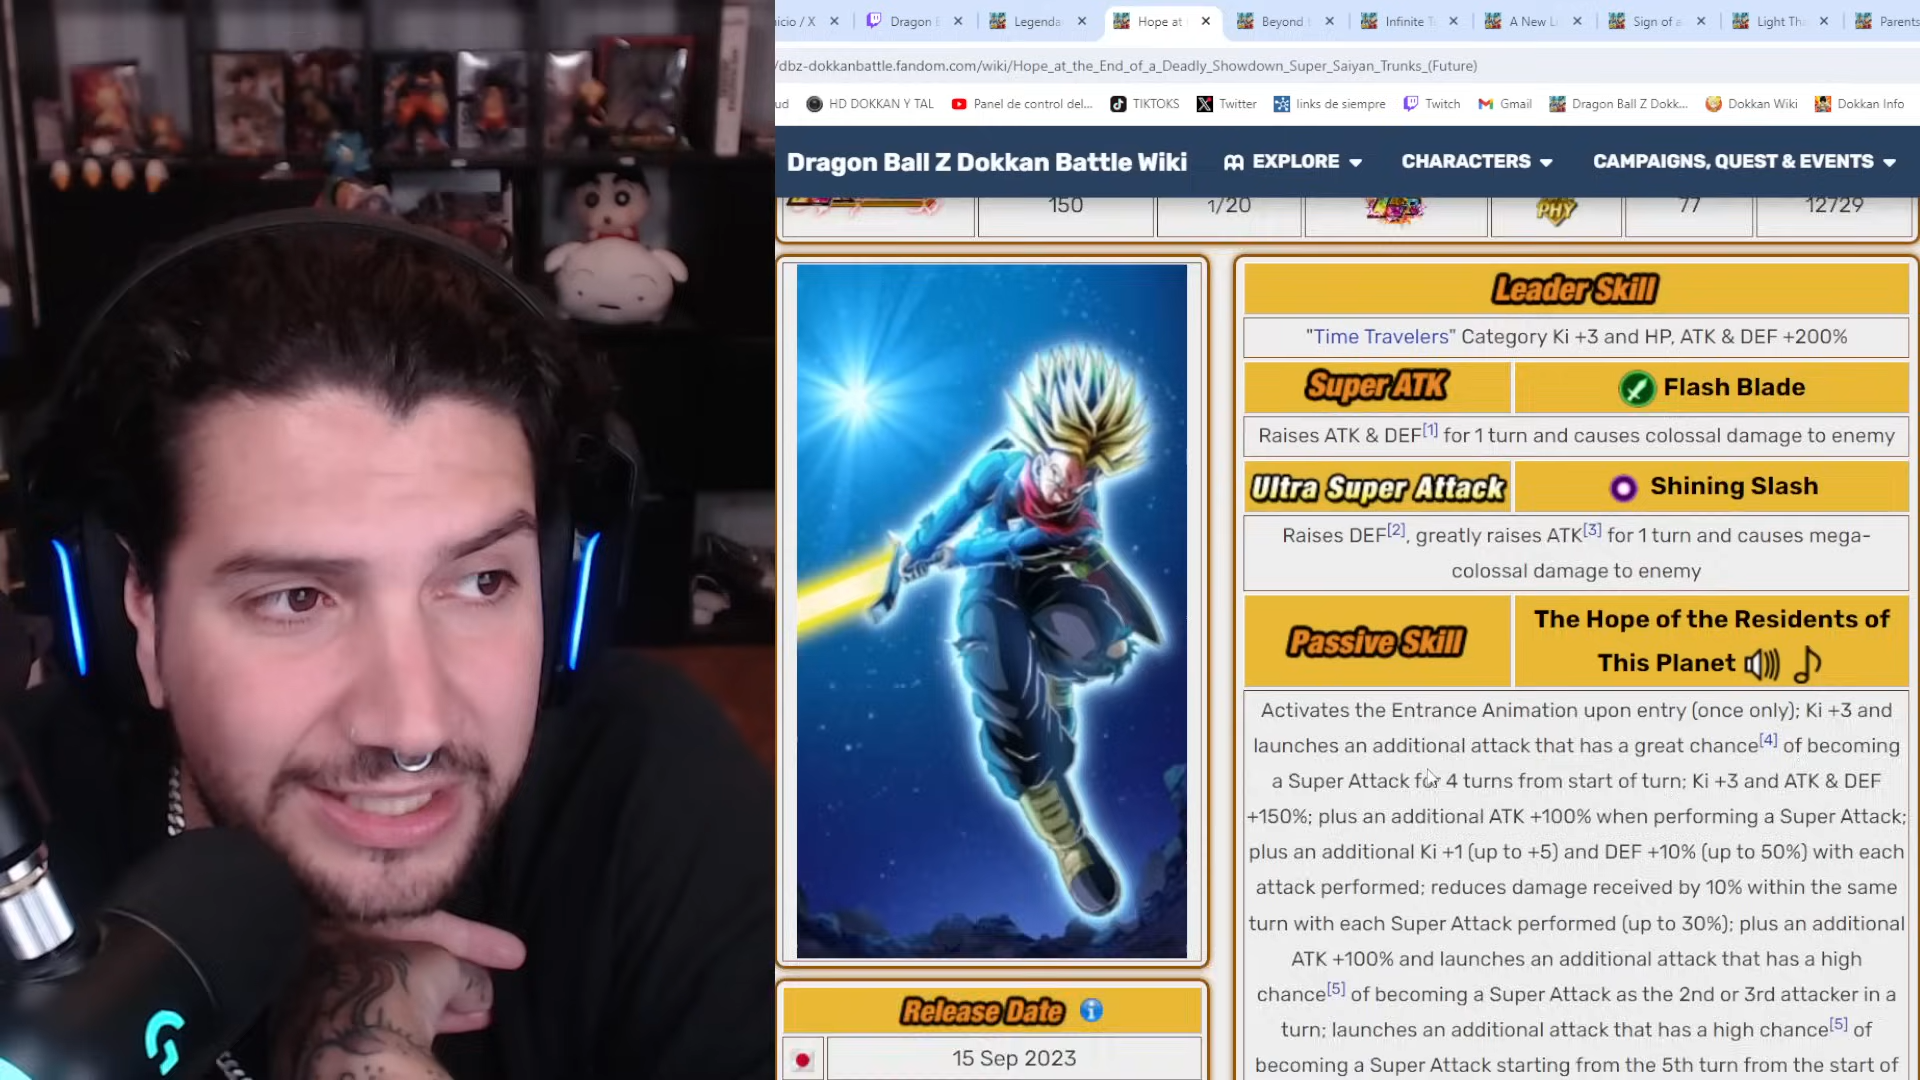 icio / X
Dragon
Legenda
Hope at
Beyond
Infinite
A New Li
Sign of
Light Th
Parents
/dbz-dokkanbattle.fandom.com/wiki/Hope_at_the_End_of_a_Deadly_Showdown_Super_Saiyan_Trunks_(Future)
ud
HD DOKKAN Y TAL
Panel de control del...
TIKTOKS
Twitter
links de siempre
Twitch
Gmail
Dragon Ball Z Dokk...
Dokkan Wiki
Dokkan Info
Dragon Ball Z Dokkan Battle Wiki
EXPLORE
CHARACTERS
CAMPAIGNS, QUEST & EVENTS
150
1/20
PHY
77
12729
Leader Skill
"Time Travelers" Category Ki +3 and HP, ATK & DEF +200%
Super ATK
Flash Blade
Raises ATK & DEF[1] for 1 turn and causes colossal damage to enemy
Ultra Super Attack
Shining Slash
Raises DEF[2], greatly raises ATK[3] for 1 turn and causes mega-
colossal damage to enemy
Passive Skill
The Hope of the Residents of
This Planet
Activates the Entrance Animation upon entry (once only); Ki +3 and
launches an additional attack that has a great chance[4] of becoming
a Super Attack for 4 turns from start of turn; Ki +3 and ATK & DEF
+150%; plus an additional ATK +100% when performing a Super Attack;
plus an additional Ki +1 (up to +5) and DEF +10% (up to 50%) with each
attack performed; reduces damage received by 10% within the same
turn with each Super Attack performed (up to 30%); plus an additional
ATK +100% and launches an additional attack that has a high
chance[5] of becoming a Super Attack as the 2nd or 3rd attacker in a
turn; launches an additional attack that has a high chance[5] of
becoming a Super Attack starting from the 5th turn from the start of
Release Date
15 Sep 2023